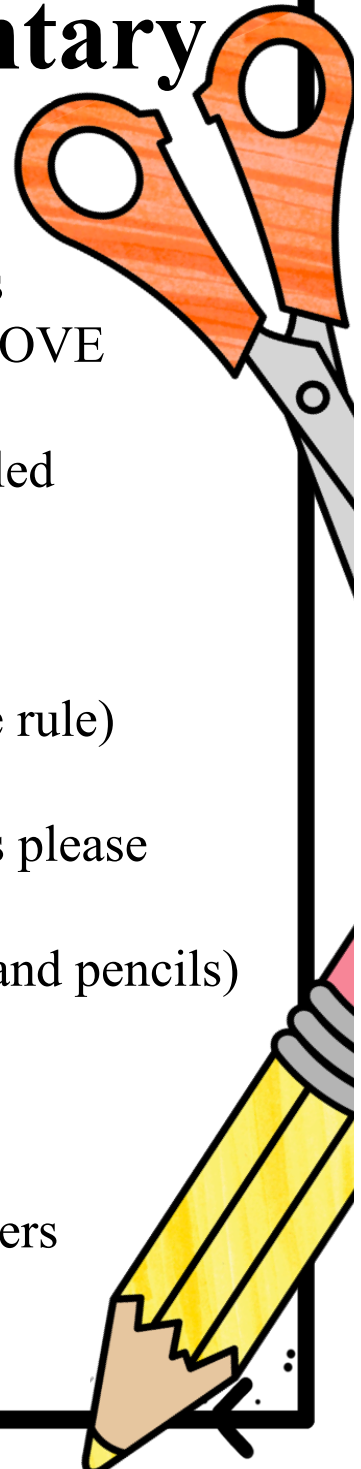 ntary
s
OVE
led
e rule)
s please
and pencils)
ers